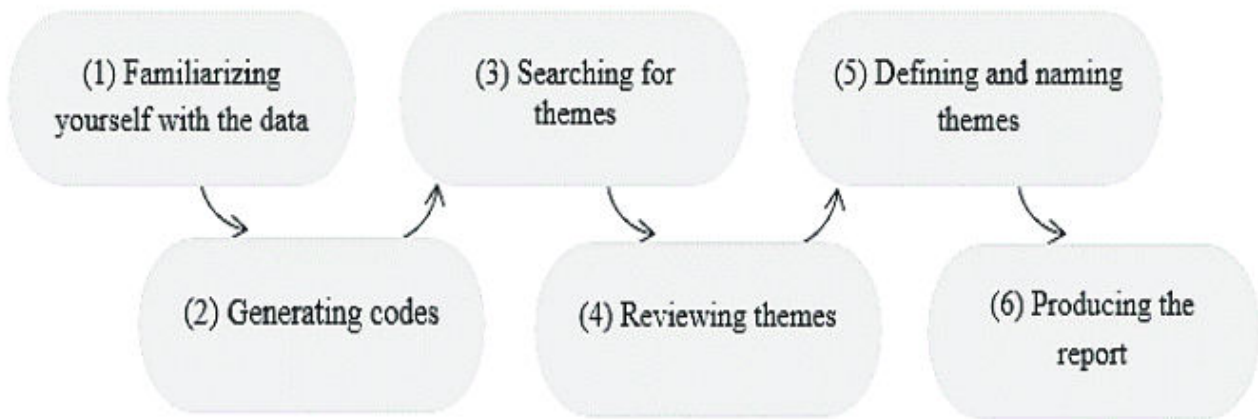 (1) Familiarizing
yourself with the data
(2) Generating codes
(3) Searching for
themes
(4) Reviewing themes
(5) Defining and naming
themes
(6) Producing the
report